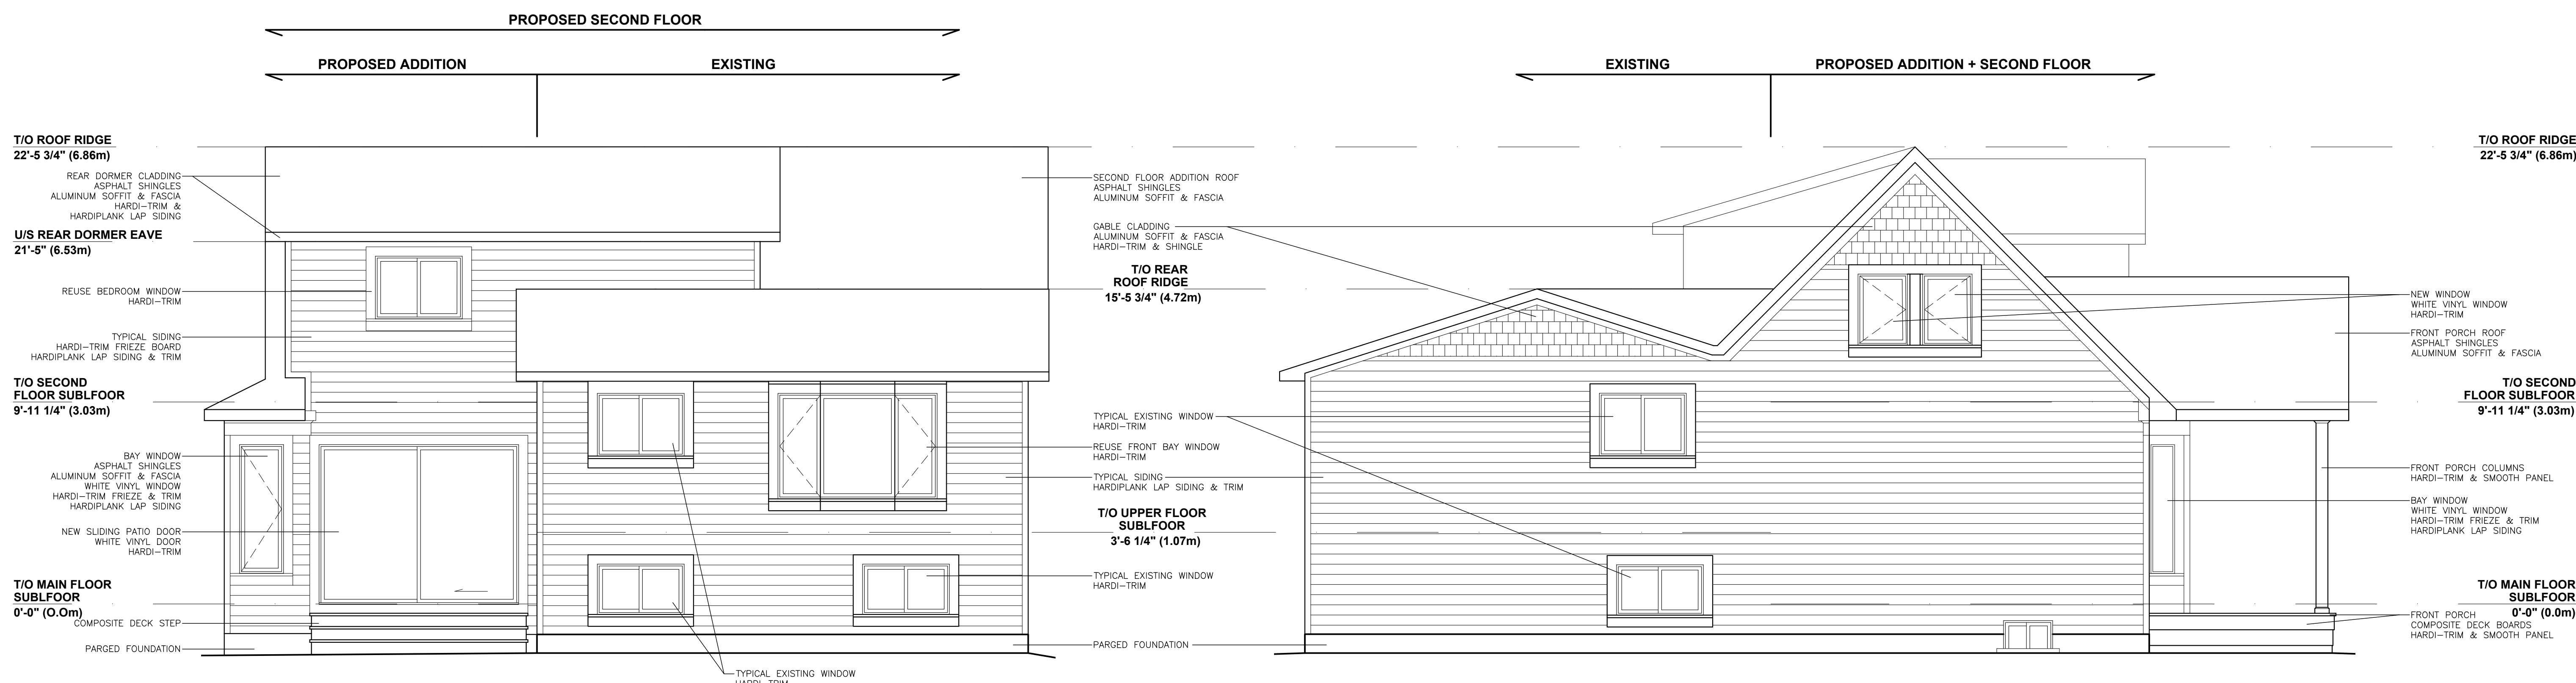 PROPOSED SECOND FLOOR
PROPOSED ADDITION
EXISTING
T/O ROOF RIDGE
22'-5 3/4" (6.86m)
REAR DORMER CLADDING
ASPHALT SHINGLES
ALUMINUM SOFFIT & FASCIA
HARDI-TRIM &
HARDIPLANK LAP SIDING
U/S REAR DORMER EAVE
21'-5" (6.53m)
REUSE BEDROOM WINDOW
HARDI-TRIM
TYPICAL SIDING
HARDI-TRIM FRIEZE BOARD
HARDIPLANK LAP SIDING & TRIM
T/O SECOND
FLOOR SUBLFOOR
9'-11 1/4" (3.03m)
BAY WINDOW
ASPHALT SHINGLES
ALUMINUM SOFFIT & FASCIA
WHITE VINYL WINDOW
HARDI-TRIM FRIEZE & TRIM
HARDIPLANK LAP SIDING
NEW SLIDING PATIO DOOR
WHITE VINYL DOOR
HARDI-TRIM
T/O MAIN FLOOR
SUBLFOOR
0'-0" (O.Om)
COMPOSITE DECK STEP
PARGED FOUNDATION
SECOND FLOOR ADDITION ROOF
ASPHALT SHINGLES
ALUMINUM SOFFIT & FASCIA
GABLE CLADDING
ALUMINUM SOFFIT & FASCIA
HARDI-TRIM & SHINGLE
T/O REAR
ROOF RIDGE
15'-5 3/4" (4.72m)
TYPICAL EXISTING WINDOW
HARDI-TRIM
REUSE FRONT BAY WINDOW
HARDI-TRIM
TYPICAL SIDING
HARDIPLANK LAP SIDING & TRIM
T/O UPPER FLOOR
SUBLFOOR
3'-6 1/4" (1.07m)
TYPICAL EXISTING WINDOW
HARDI-TRIM
PARGED FOUNDATION
TYPICAL EXISTING WINDOW
HARDI-TRIM
EXISTING
PROPOSED ADDITION + SECOND FLOOR
T/O ROOF RIDGE
22'-5 3/4" (6.86m)
NEW WINDOW
WHITE VINYL WINDOW
HARDI-TRIM
FRONT PORCH ROOF
ASPHALT SHINGLES
ALUMINUM SOFFIT & FASCIA
T/O SECOND
FLOOR SUBLFOOR
9'-11 1/4" (3.03m)
FRONT PORCH COLUMNS
HARDI-TRIM & SMOOTH PANEL
BAY WINDOW
WHITE VINYL WINDOW
HARDI-TRIM FRIEZE & TRIM
HARDIPLANK LAP SIDING
T/O MAIN FLOOR
SUBLFOOR
0'-0" (0.0m)
FRONT PORCH
COMPOSITE DECK BOARDS
HARDI-TRIM & SMOOTH PANEL